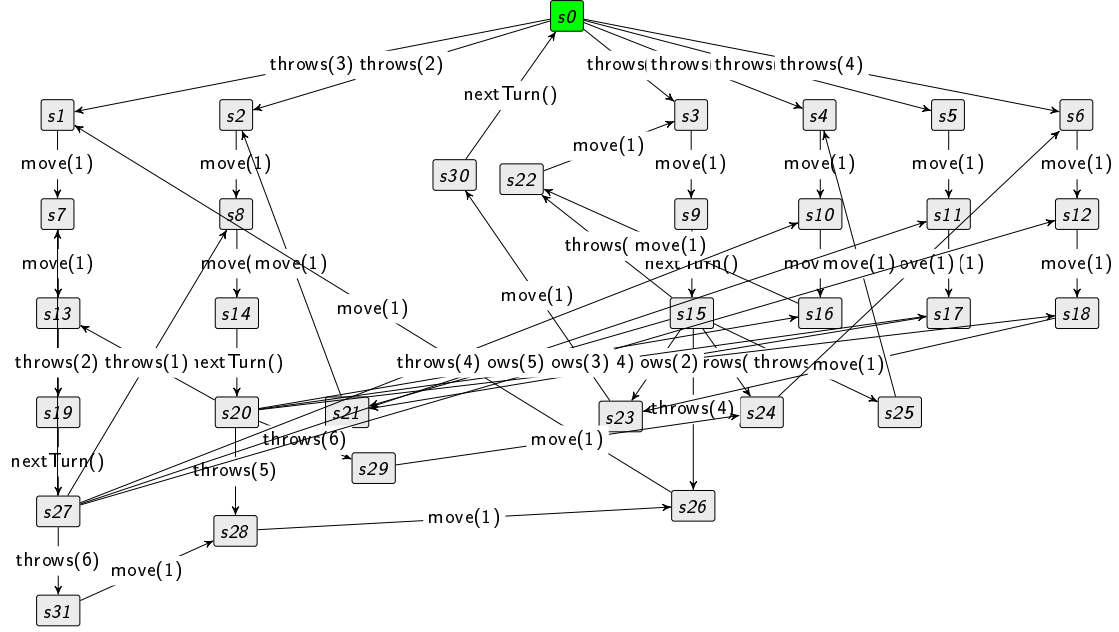 s0
throws(3) throws(2)
throws(4)
nextTurn()
s1
s2
s3
s4
s5
s6
move(1)
move(1)
move(1)
move(1)
move(1)
move(1)
move(1)
s30
s22
s7
s8
s9
s10
s11
s12
move(1)
move(1)
move(1)
move(1)
move(1)
nextTurn()
move(1)
move(1)
s13
s14
s15
s16
s17
s18
throws(2)
throws(1)
nextTurn()
throws(4)
move(1)
s19
s20
s21
s23
throws(4)
s24
s25
throws(6)
move(1)
nextTurn()
throws(5)
s29
s27
s28
move(1)
s26
throws(6)
move(1)
s31